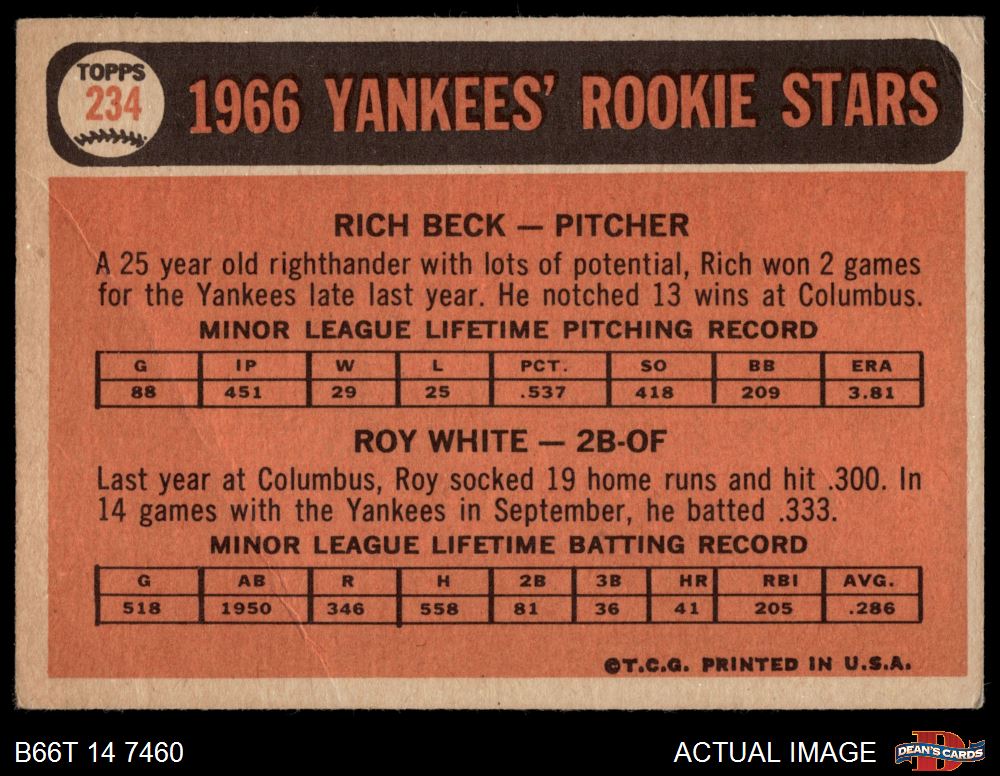 TOPPS
234
1966 YANKEES' ROOKIE STARS
RICH BECK — PITCHER
A 25 year old righthander with lots of potential, Rich won 2 games
for the Yankees late last year. He notched 13 wins at Columbus.
MINOR LEAGUE LIFETIME PITCHING RECORD
G IP W L PCT. SO BB ERA
88 451 29 25 .537 418 209 3.81
ROY WHITE — 2B-OF
Last year at Columbus, Roy socked 19 home runs and hit .300. In
14 games with the Yankees in September, he batted .333.
MINOR LEAGUE LIFETIME BATTING RECORD
G AB R H 2B 3B HR RBI AVG.
518 1950 346 558 81 36 41 205 .286
©T.C.G. PRINTED IN U.S.A.
B66T 14 7460
ACTUAL IMAGE
DEAN'S CARDS